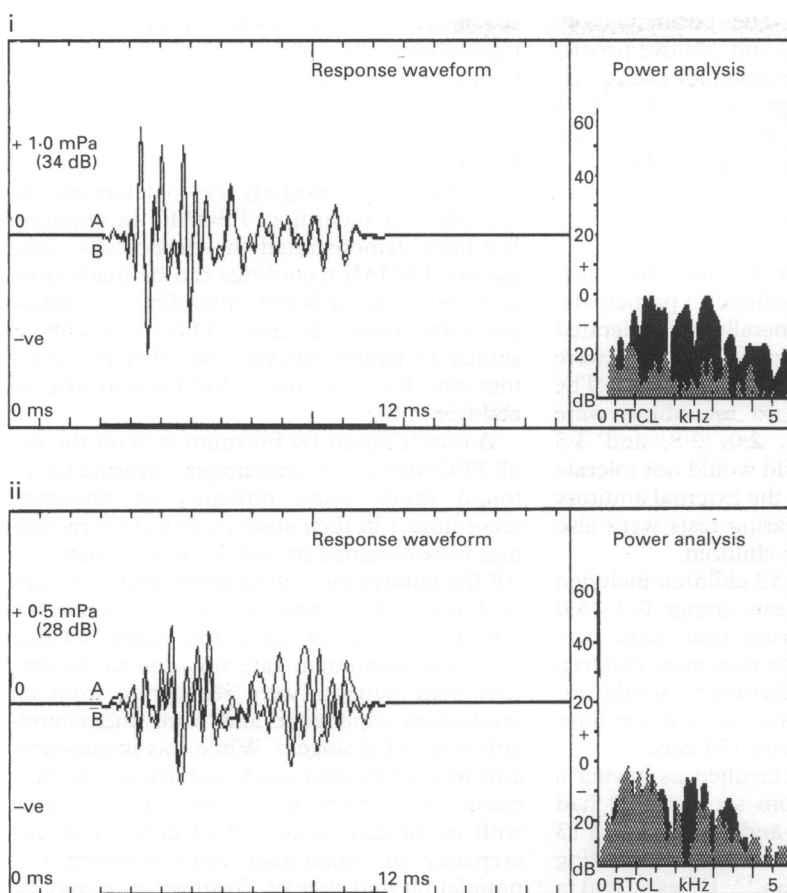 i
Response waveform
Power analysis
+ 1·0 mPa
(34 dB)
0
A
B
–ve
0 ms
12 ms
60
40
20
+
0
–
20
dB
0 RTCL kHz 5
ii
Response waveform
Power analysis
+ 0·5 mPa
(28 dB)
0
A
B
–ve
0 ms
12 ms
60
40
20
+
0
–
20
dB
0 RTCL kHz 5